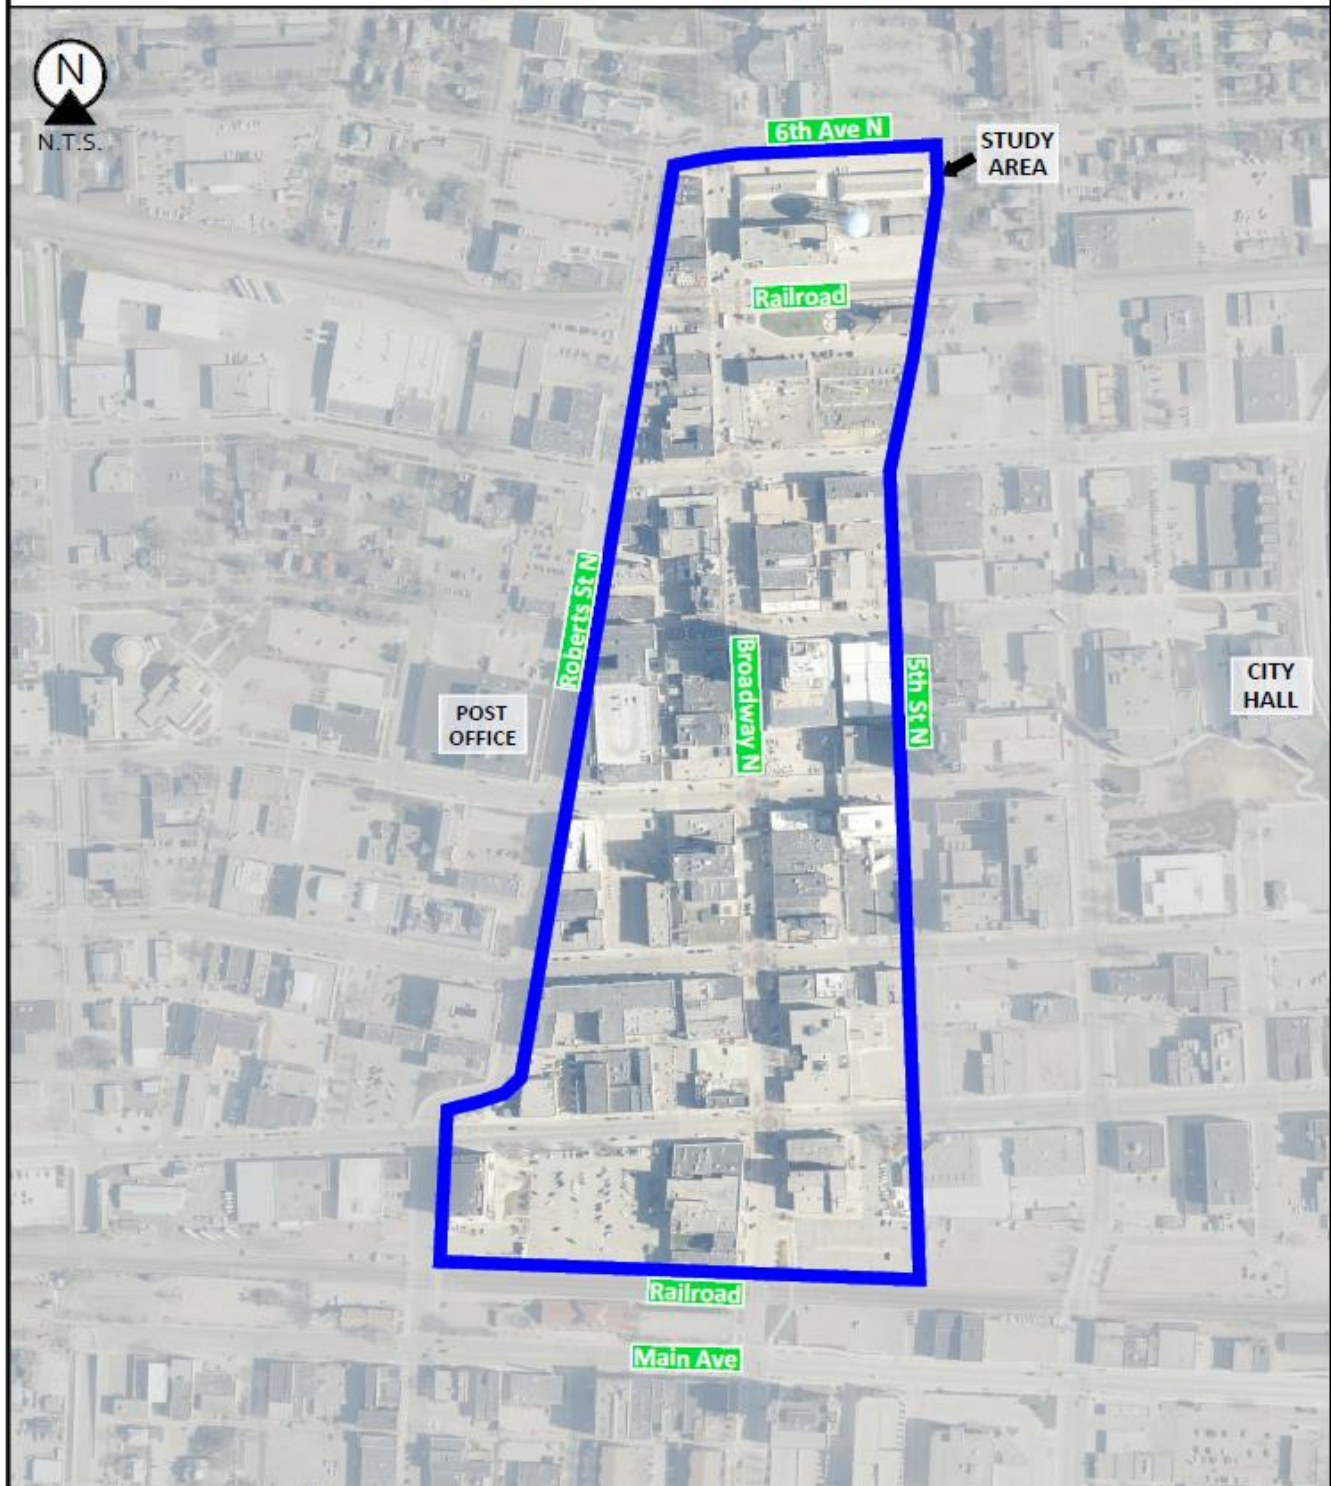 N
N.T.S.
6th Ave N
STUDY
AREA
Railroad
Roberts St N
Broadway N
5th St N
POST
OFFICE
CITY
HALL
Railroad
Main Ave